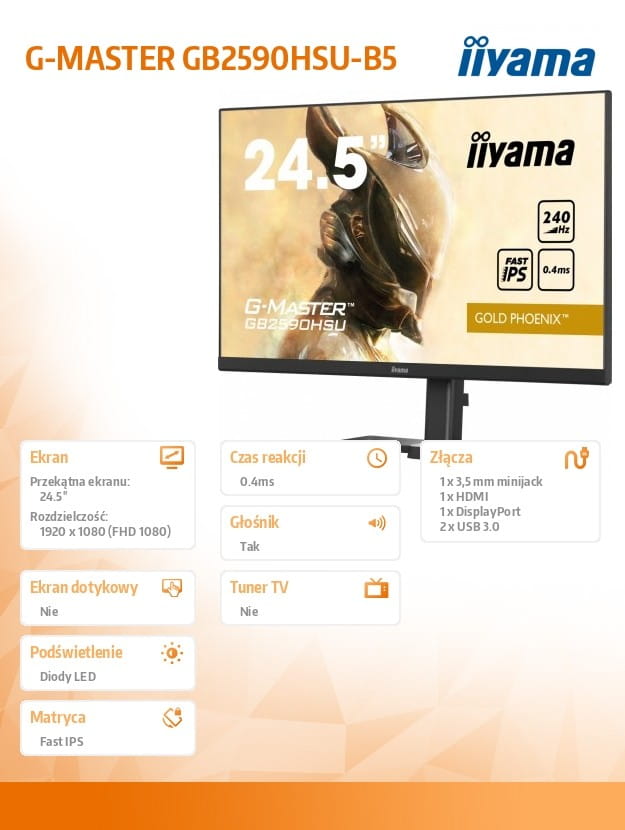 G-MASTER GB2590HSU-B5
iiyama
24.5”
iiyama
240
Hz
FAST
IPS
0.4ms
G-MASTER™
GB2590HSU
GOLD PHOENIX™
iiyama
Ekran
Przekątna ekranu:
24.5"
Rozdzielczość:
1920 x 1080 (FHD 1080)
Czas reakcji
0.4ms
Złącza
1 x 3,5 mm minijack
1 x HDMI
1 x DisplayPort
2 x USB 3.0
Głośnik
Tak
Ekran dotykowy
Nie
Tuner TV
Nie
Podświetlenie
Diody LED
Matryca
Fast IPS